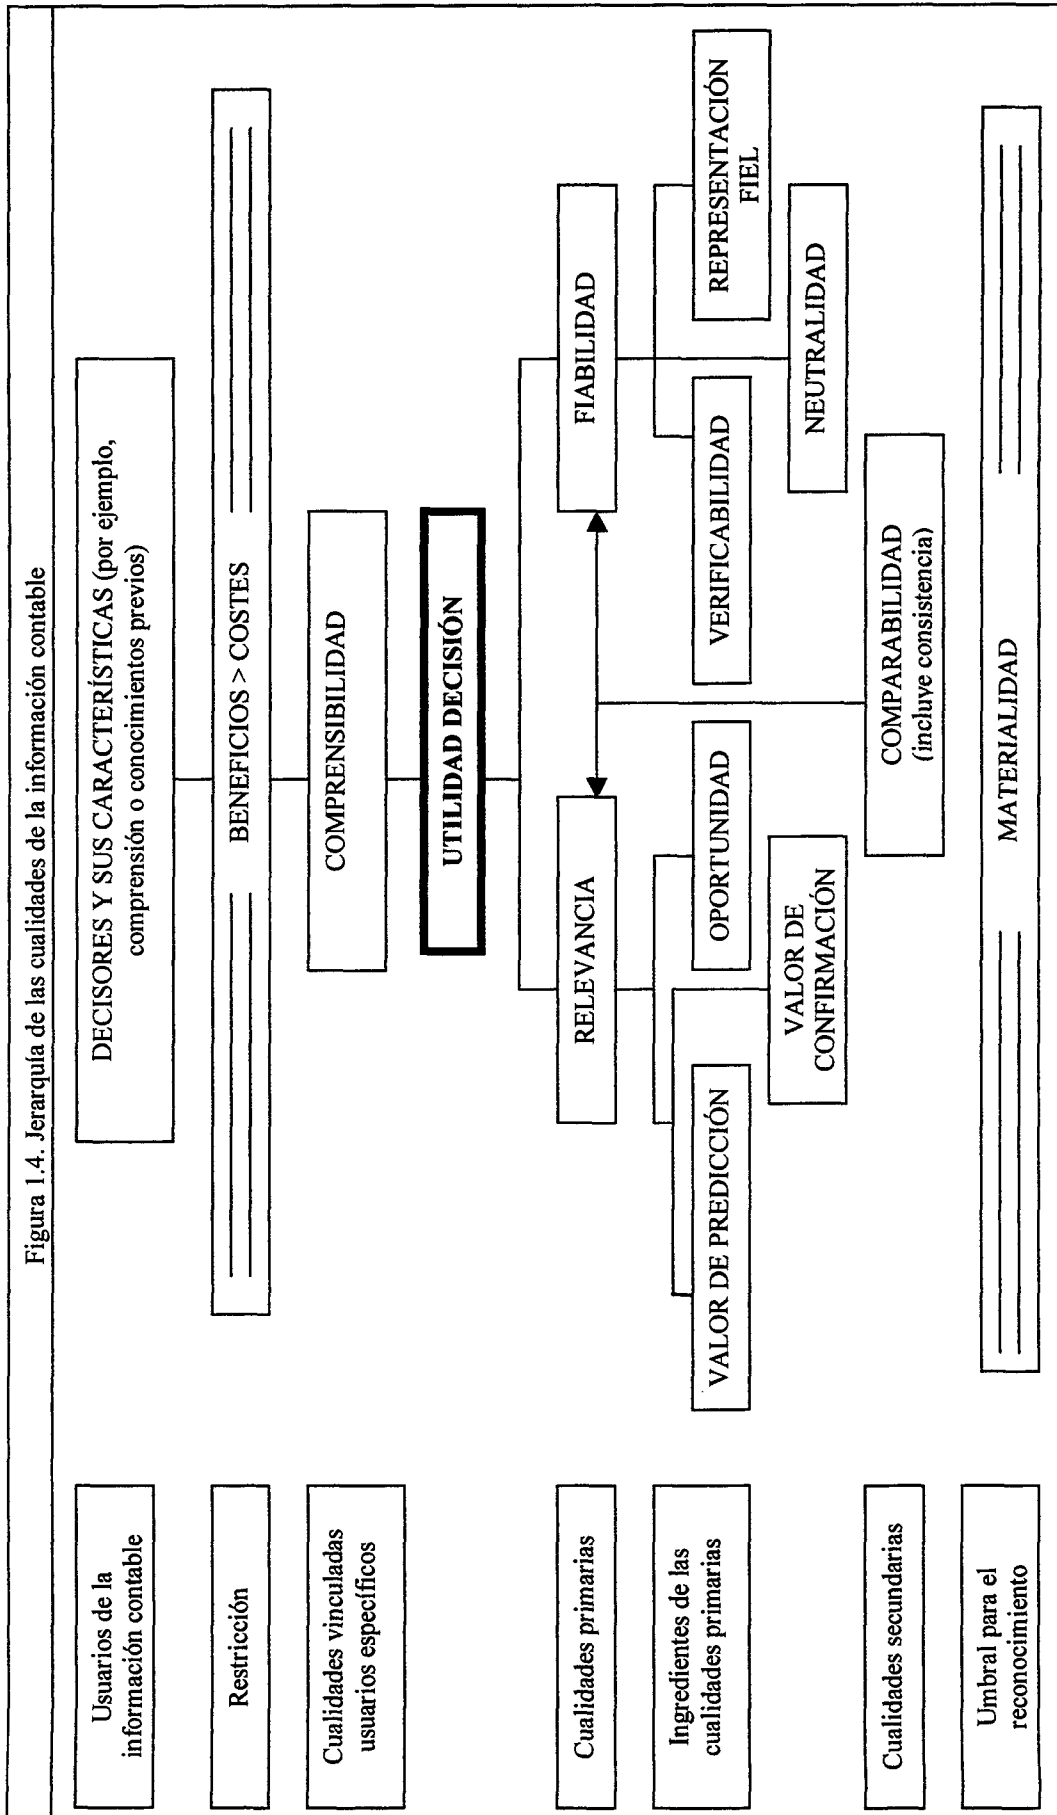 Figura 1.4. Jerarquía de las cualidades de la información contable
Usuarios de la
información contable
DECISORES Y SUS CARACTERÍSTICAS (por ejemplo,
comprensión o conocimientos previos)
Restricción
BENEFICIOS > COSTES
Cualidades vinculadas
usuarios específicos
COMPRENSIBILIDAD
UTILIDAD DECISIÓN
Cualidades primarias
RELEVANCIA
FIABILIDAD
Ingredientes de las
cualidades primarias
VALOR DE PREDICCIÓN
OPORTUNIDAD
VERIFICABILIDAD
REPRESENTACIÓN
FIEL
VALOR DE
CONFIRMACIÓN
NEUTRALIDAD
Cualidades secundarias
COMPARABILIDAD
(incluve consistencia)
Umbral para el
reconocimiento
MATERIALIDAD